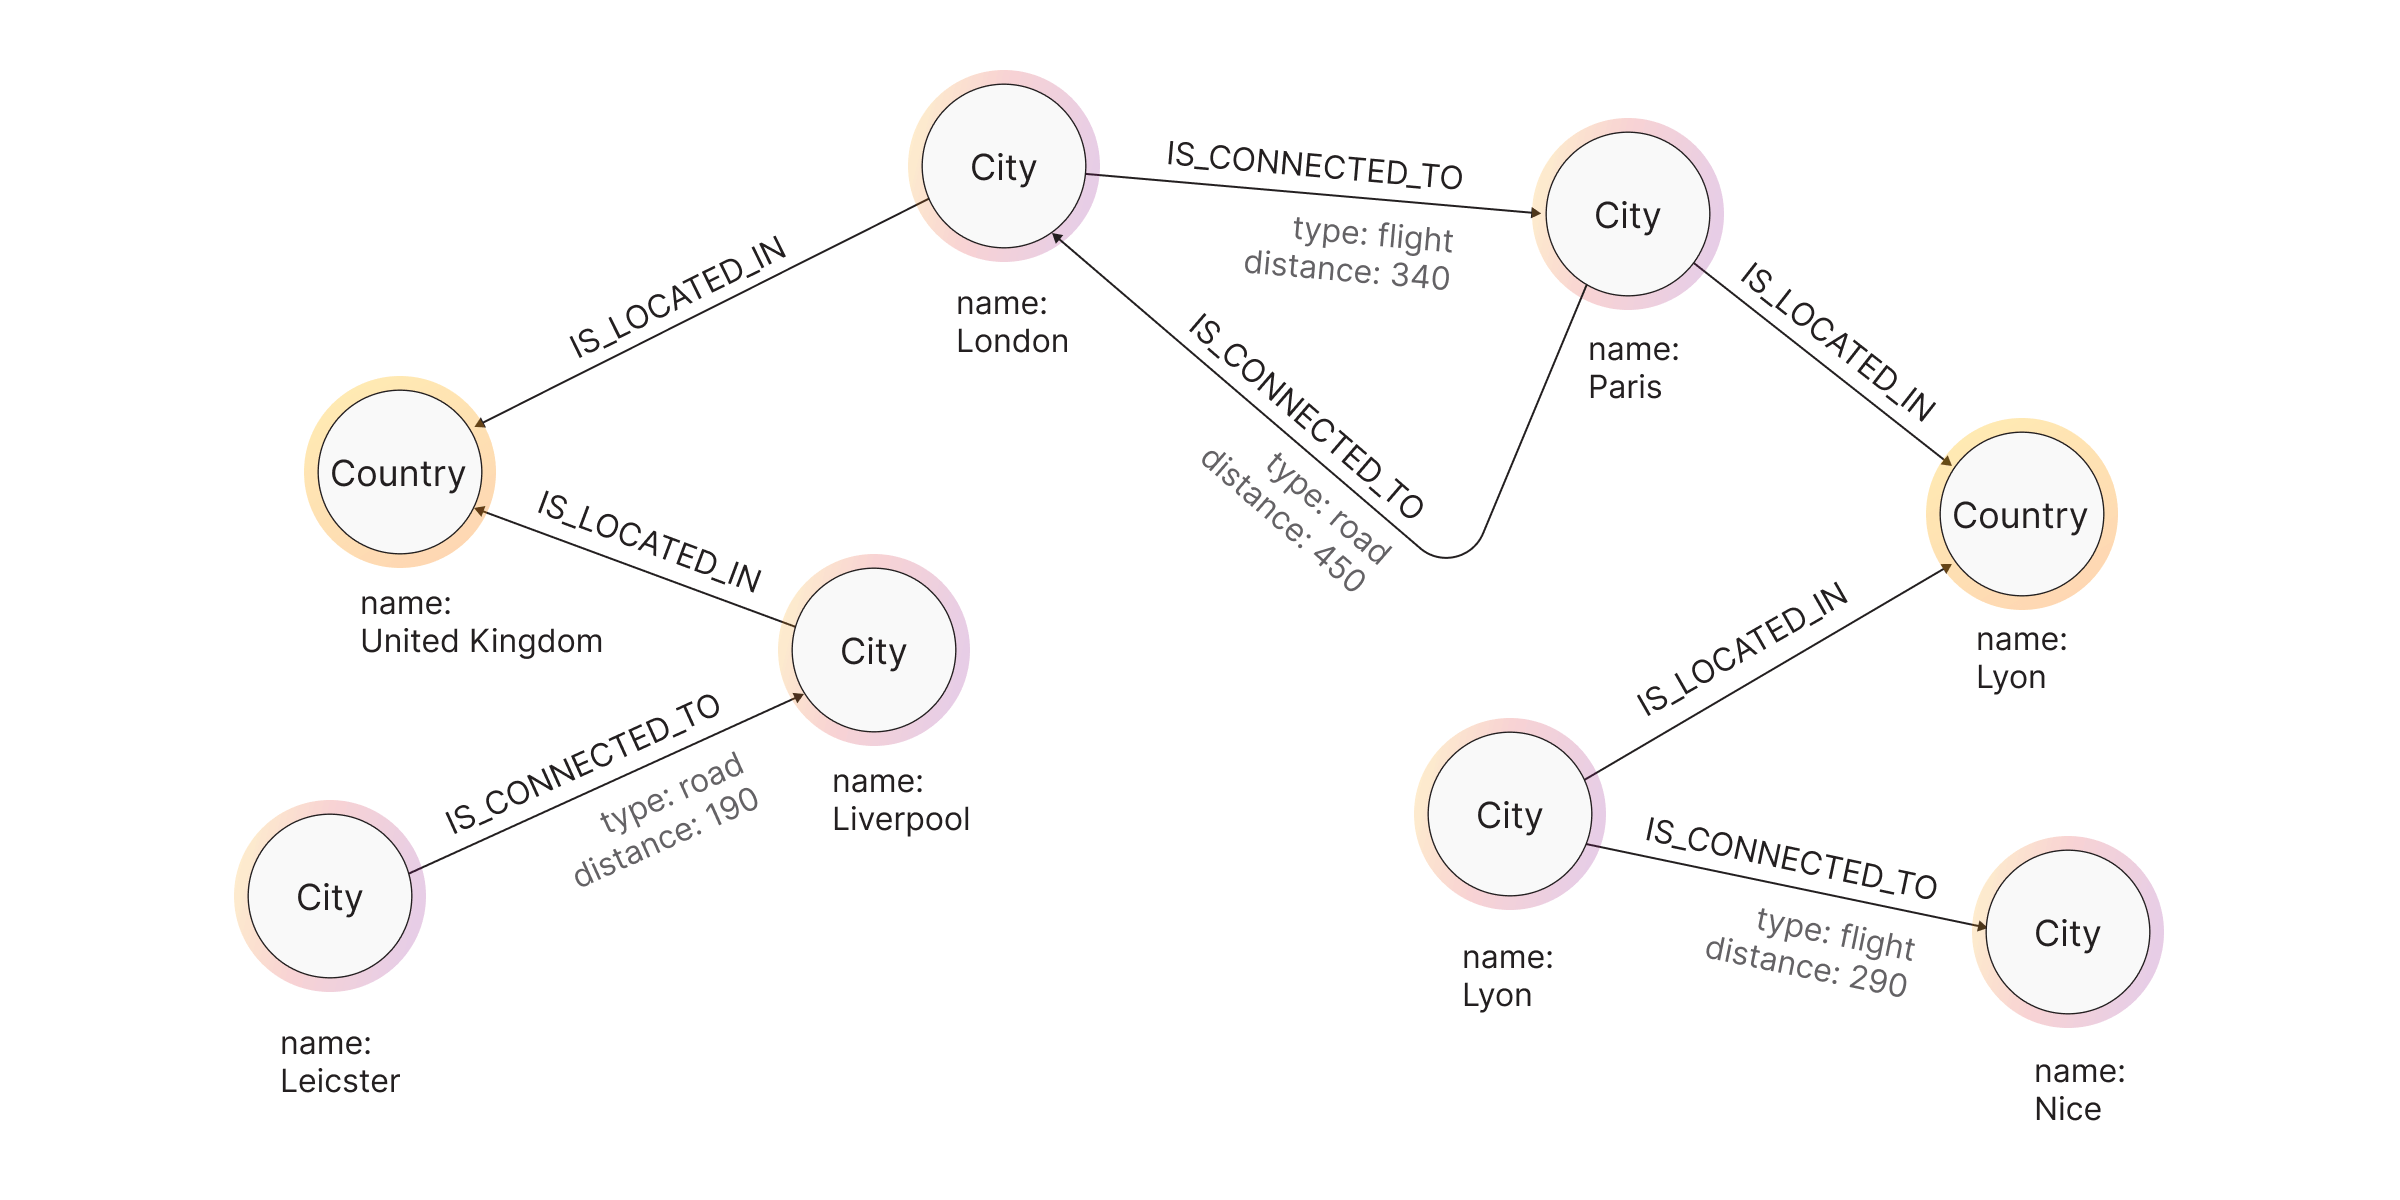 City
name:
London
IS_CONNECTED_TO
type: flight
distance: 340
City
name:
Paris
IS_LOCATED_IN
IS_CONNECTED_TO
type: road
distance: 450
IS_LOCATED_IN
Country
name:
United Kingdom
IS_LOCATED_IN
City
name:
Liverpool
Country
name:
Lyon
IS_LOCATED_IN
IS_CONNECTED_TO
type: road
distance: 190
City
name:
Leicster
City
name:
Lyon
IS_CONNECTED_TO
type: flight
distance: 290
City
name:
Nice